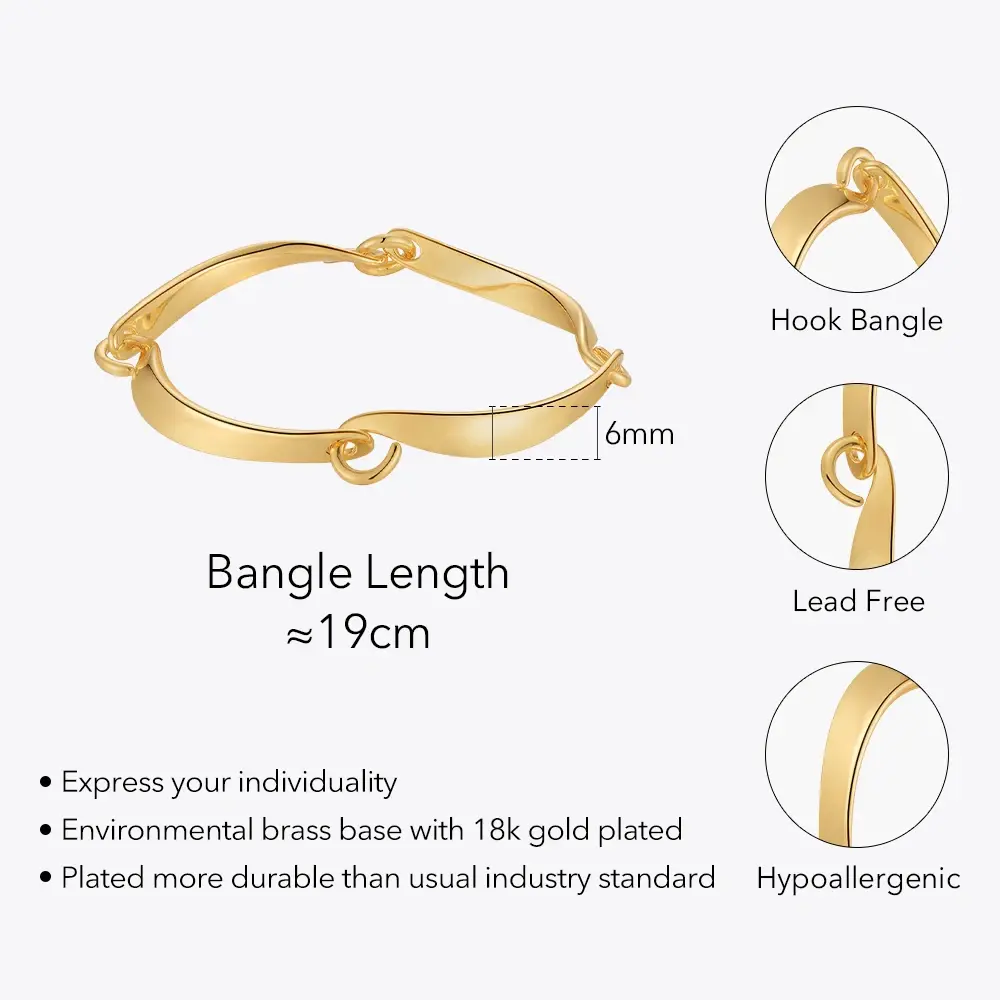 Hook Bangle
6mm
Lead Free
Bangle Length
≈19cm
• Express your individuality
• Environmental brass base with 18k gold plated
• Plated more durable than usual industry standard
Hypoallergenic